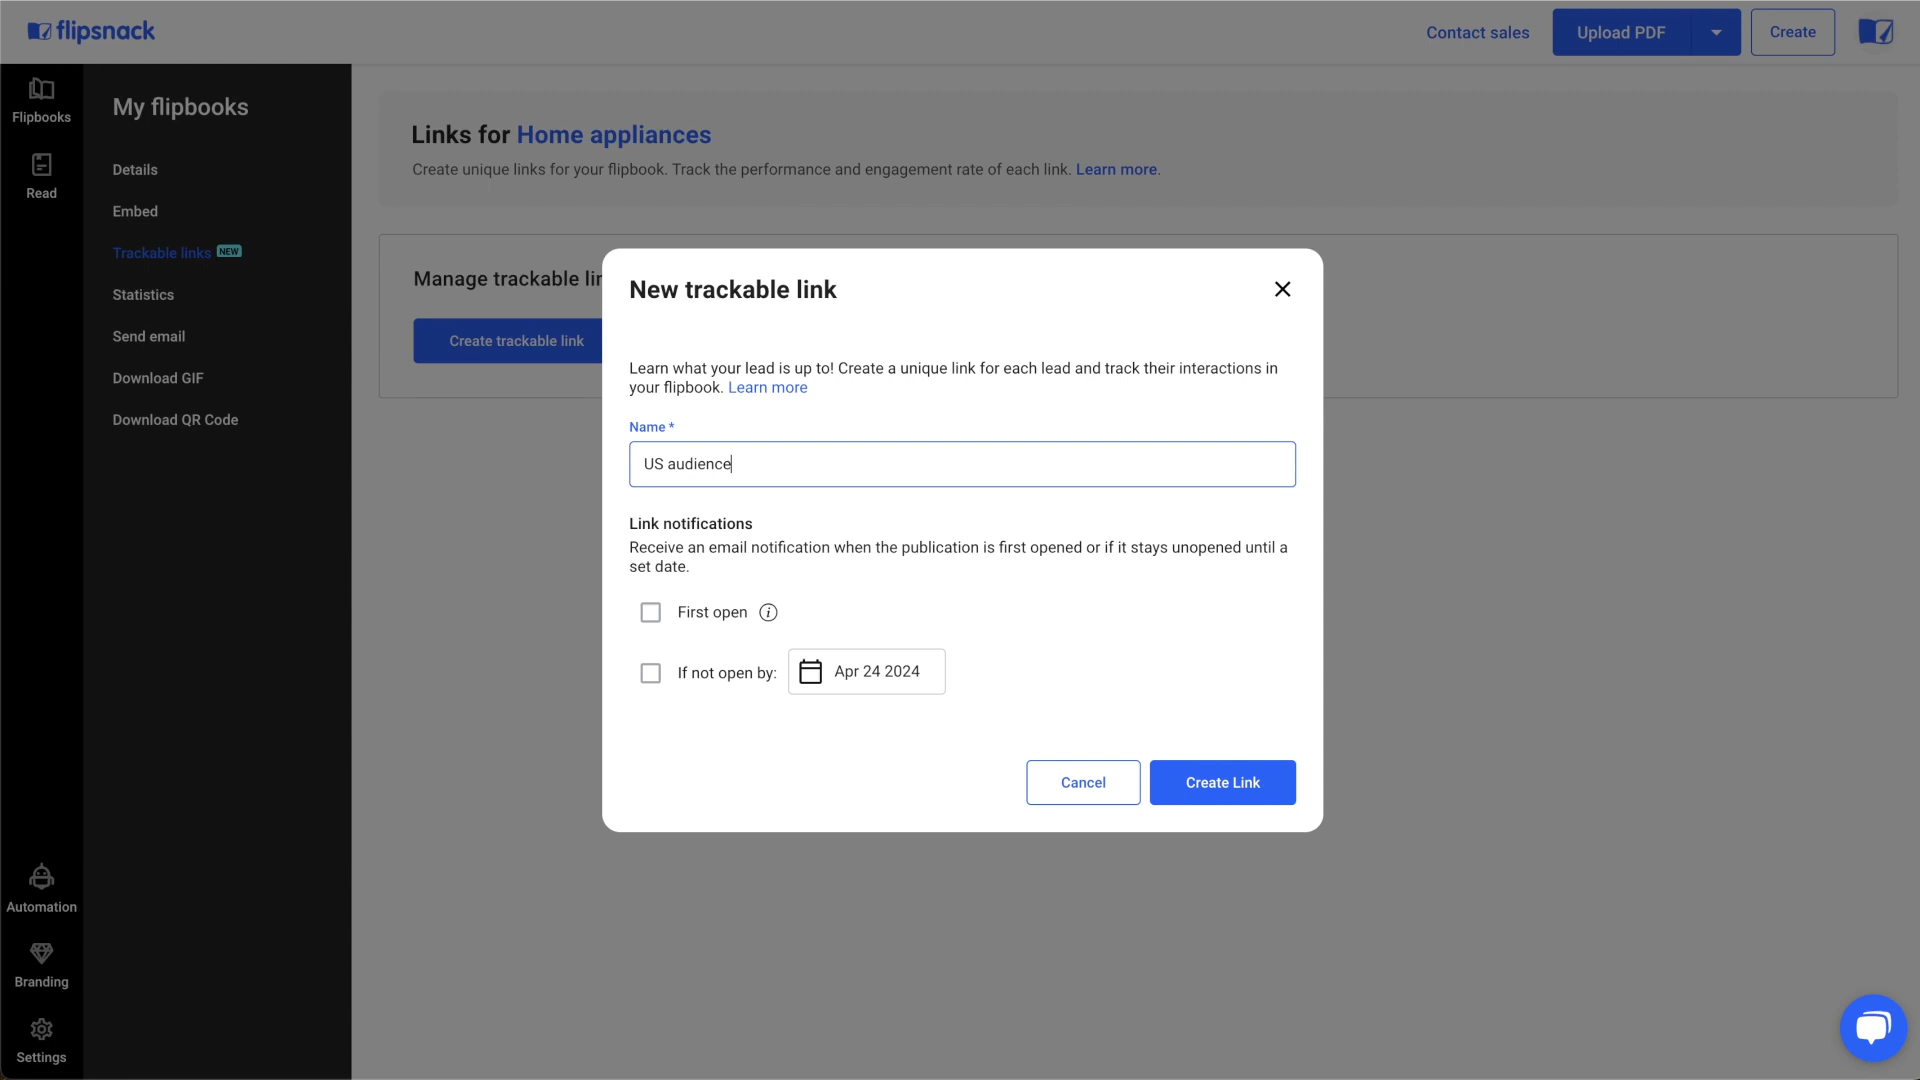 flipsnack
Contact sales
Upload PDF
Create
Flipbooks
Read
Automation
Branding
Settings
My flipbooks
Details
Embed
Trackable links NEW
Statistics
Send email
Download GIF
Download QR Code
Links for Home appliances
Create unique links for your flipbook. Track the performance and engagement rate of each link. Learn more.
Manage trackable lin
Create trackable link
New trackable link
Learn what your lead is up to! Create a unique link for each lead and track their interactions in
your flipbook. Learn more
Name *
US audience
Link notifications
Receive an email notification when the publication is first opened or if it stays unopened until a
set date.
First open
If not open by: Apr 24 2024
Cancel
Create Link